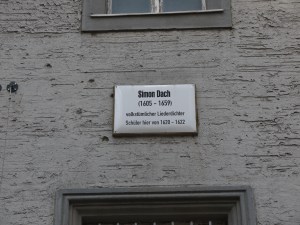 Simon Dach
(1605 - 1659)
volkstümlicher Liederdichter
Schüler hier von 1620 - 1622